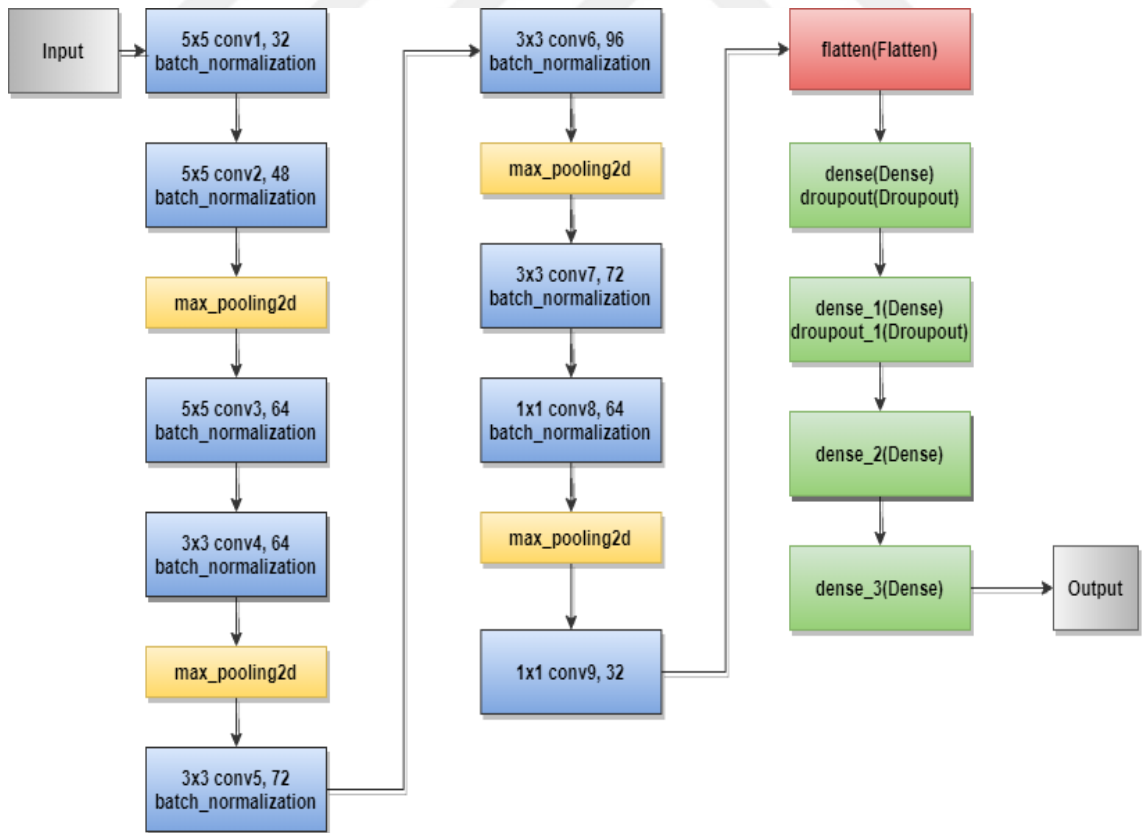 Input
5x5 conv1, 32
batch_normalization
5x5 conv2, 48
batch_normalization
max_pooling2d
5x5 conv3, 64
batch_normalization
3x3 conv4, 64
batch_normalization
max_pooling2d
3x3 conv5, 72
batch_normalization
3x3 conv6, 96
batch_normalization
max_pooling2d
3x3 conv7, 72
batch_normalization
1x1 conv8, 64
batch_normalization
max_pooling2d
1x1 conv9, 32
flatten(Flatten)
dense(Dense)
droupout(Droupout)
dense_1(Dense)
droupout_1(Droupout)
dense_2(Dense)
dense_3(Dense)
Output